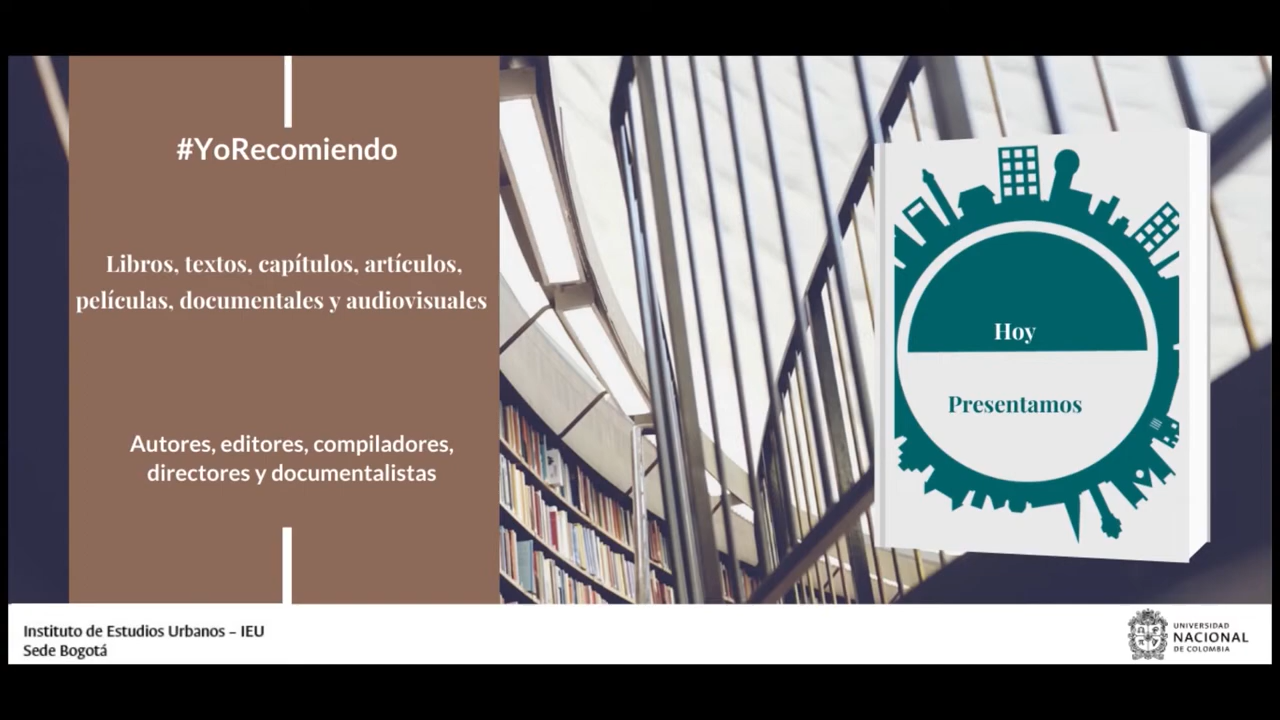 #YoRecomiendo
Libros, textos, capítulos, artículos,
películas, documentales y audiovisuales
Autores, editores, compiladores,
directores y documentalistas
Hoy
Presentamos
Instituto de Estudios Urbanos – IEU
Sede Bogotá
UNIVERSIDAD
NACIONAL
DE COLOMBIA